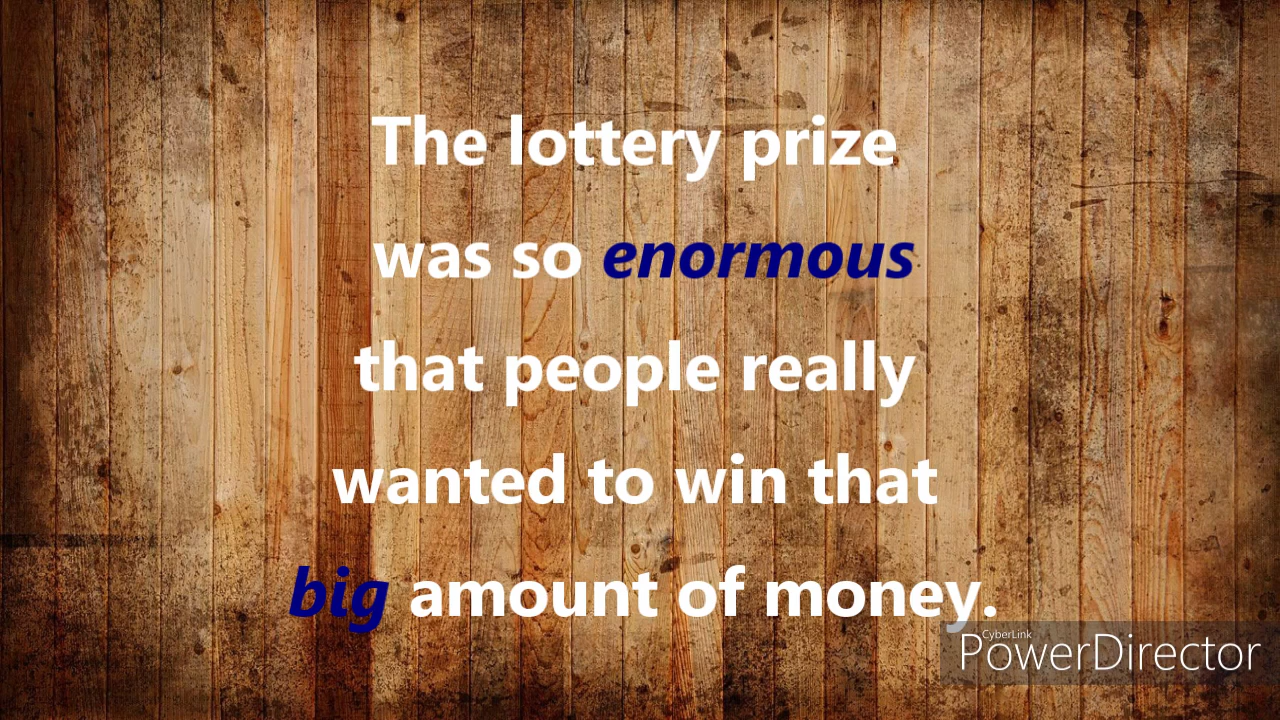 The lottery prize
was so enormous
that people really
wanted to win that
big amount of money.
CyberLink
PowerDirector